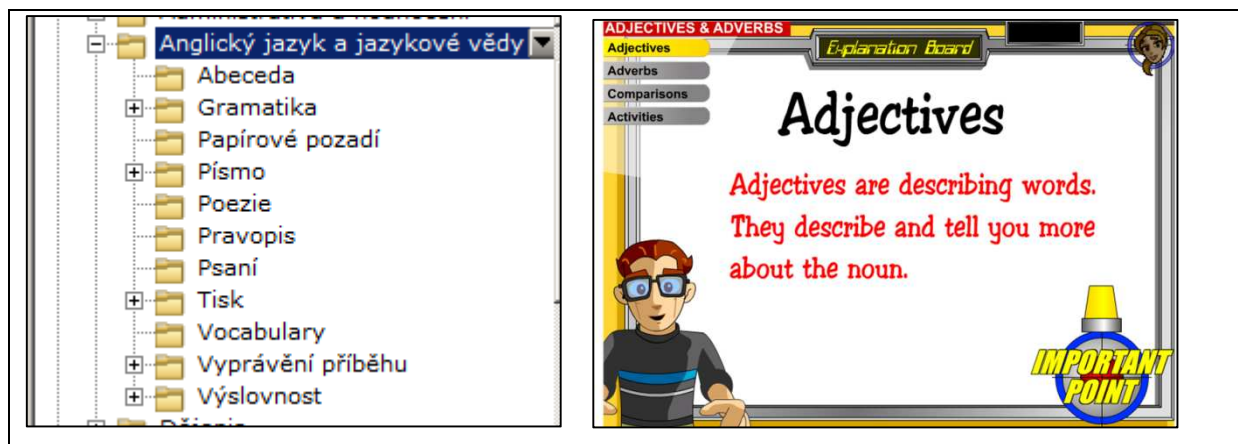 Anglický jazyk a jazykové vědy
Abeceda
Gramatika
Papírové pozadí
Písmo
Poezie
Pravopis
Psaní
Tisk
Vocabulary
Vyprávění příběhu
Výslovnost
ADJECTIVES & ADVERBS
Explanation Board
Adjectives
Adverbs
Comparisons
Activities
Adjectives
Adjectives are describing words.
They describe and tell you more
about the noun.
IMPORTANT
POINT